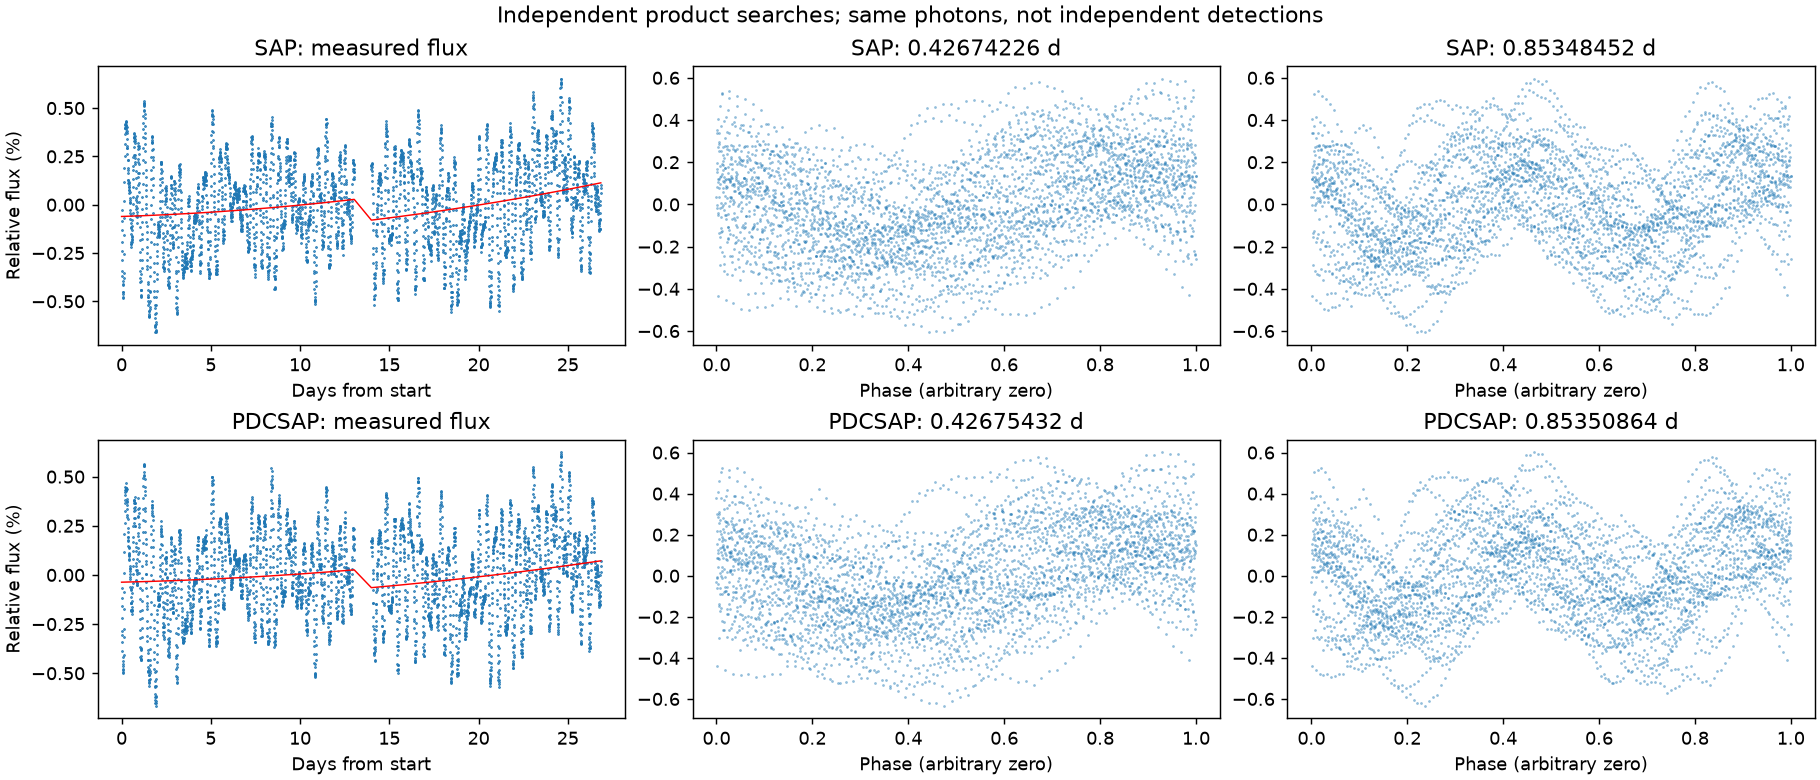 Independent product searches; same photons, not independent detections
SAP: measured flux
SAP: 0.42674226 d
SAP: 0.85348452 d
Relative flux (%)
0.50
0.25
0.00
−0.25
−0.50
0 5 10 15 20 25
Days from start
0.6
0.4
0.2
0.0
−0.2
−0.4
−0.6
0.0 0.2 0.4 0.6 0.8 1.0
Phase (arbitrary zero)
0.6
0.4
0.2
0.0
−0.2
−0.4
−0.6
0.0 0.2 0.4 0.6 0.8 1.0
Phase (arbitrary zero)
PDCSAP: measured flux
PDCSAP: 0.42675432 d
PDCSAP: 0.85350864 d
Relative flux (%)
0.50
0.25
0.00
−0.25
−0.50
0 5 10 15 20 25
Days from start
0.6
0.4
0.2
0.0
−0.2
−0.4
−0.6
0.0 0.2 0.4 0.6 0.8 1.0
Phase (arbitrary zero)
0.6
0.4
0.2
0.0
−0.2
−0.4
−0.6
0.0 0.2 0.4 0.6 0.8 1.0
Phase (arbitrary zero)